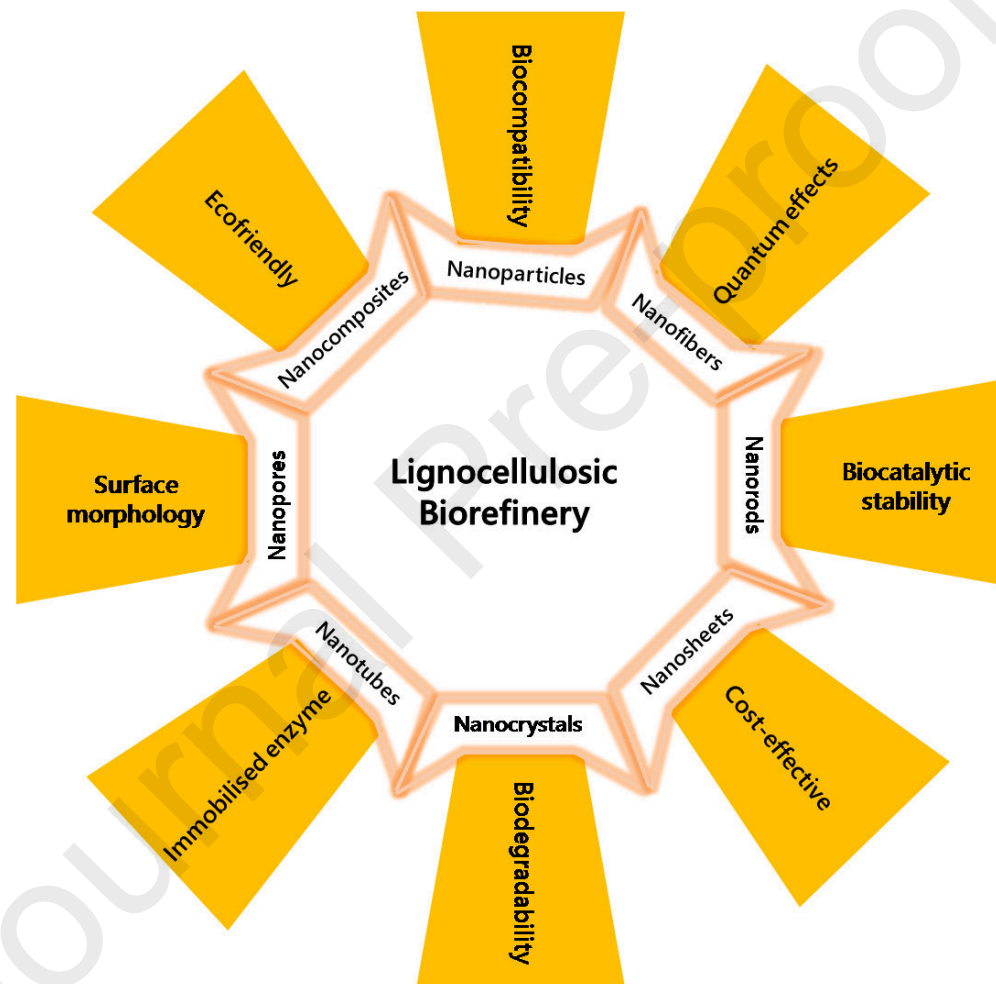 Biocompatibility
Quantum effects
Biocatalytic
stability
Cost-effective
Biodegradability
Immobilised enzyme
Surface
morphology
Ecofriendly
Nanoparticles
Nanofibers
Nanorods
Nanosheets
Nanocrystals
Nanotubes
Nanopores
Nanocomposites
Lignocellulosic
Biorefinery
Journal Pre-proof